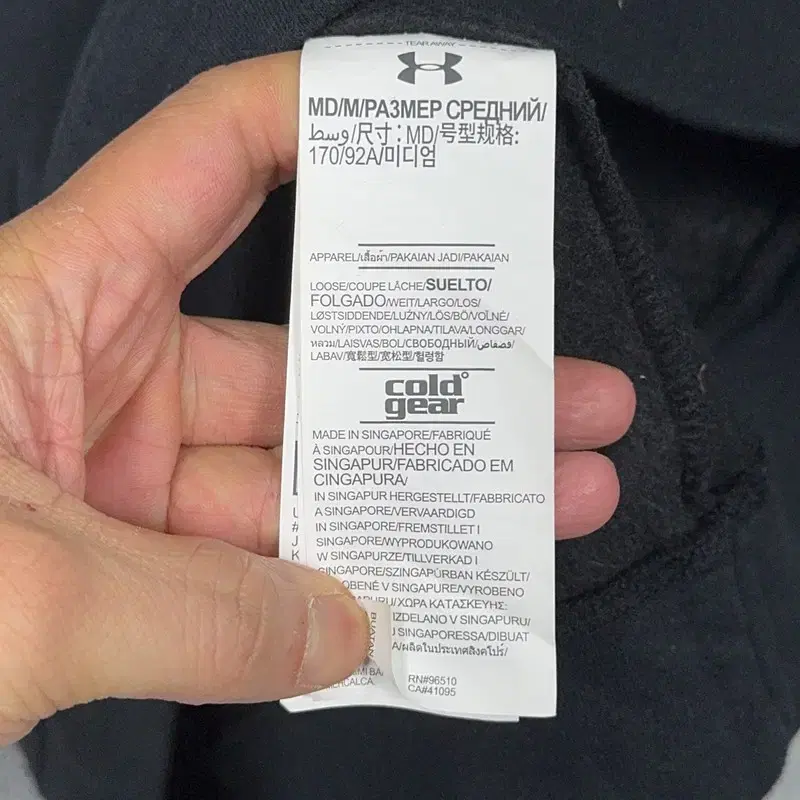 TEAR AWAY
MD/M/РАЗМЕР СРЕДНИЙ/
وسط/尺寸：MD/号型规格:
170/92A/미디엄
APPAREL/เสื้อผ้า/PAKAIAN JADI/PAKAIAN
LOOSE/COUPE LÂCHE/SUELTO/
FOLGADO/WEIT/LARGO/LOS/
LØSTSIDDENDE/LUŹNY/LÖS/BŐ/VOLNÉ/
VOLNÝ/PIXTO/OHLAPNA/TILAVA/LONGGAR/
หลวม/LAISVAS/BOL/СВОБОДНЫЙ/فضفاض/
LABAV/寬鬆型/宽松型/헐렁함
cold gear
MADE IN SINGAPORE/FABRIQUÉ
À SINGAPOUR/HECHO EN
SINGAPUR/FABRICADO EM
CINGAPURA/
IN SINGAPUR HERGESTELLT/FABBRICATO
A SINGAPORE/VERVAARDIGD
IN SINGAPORE/FREMSTILLET I
SINGAPORE/WYPRODUKOWANO
W SINGAPURZE/TILLVERKAD I
SINGAPORE/SZINGAPÚRBAN KÉSZÜLT/
OBENÉ V SINGAPURE/VYROBENO
APURU/ΧΩΡΑ ΚΑΤΑΣΚΕΥΗΣ:
IZDELANO V SINGAPURU/
U SINGAPORESSA/DIBUAT
A/ผลิตในประเทศสิงคโปร์/
BUATAN
RN#96510
CA#41095